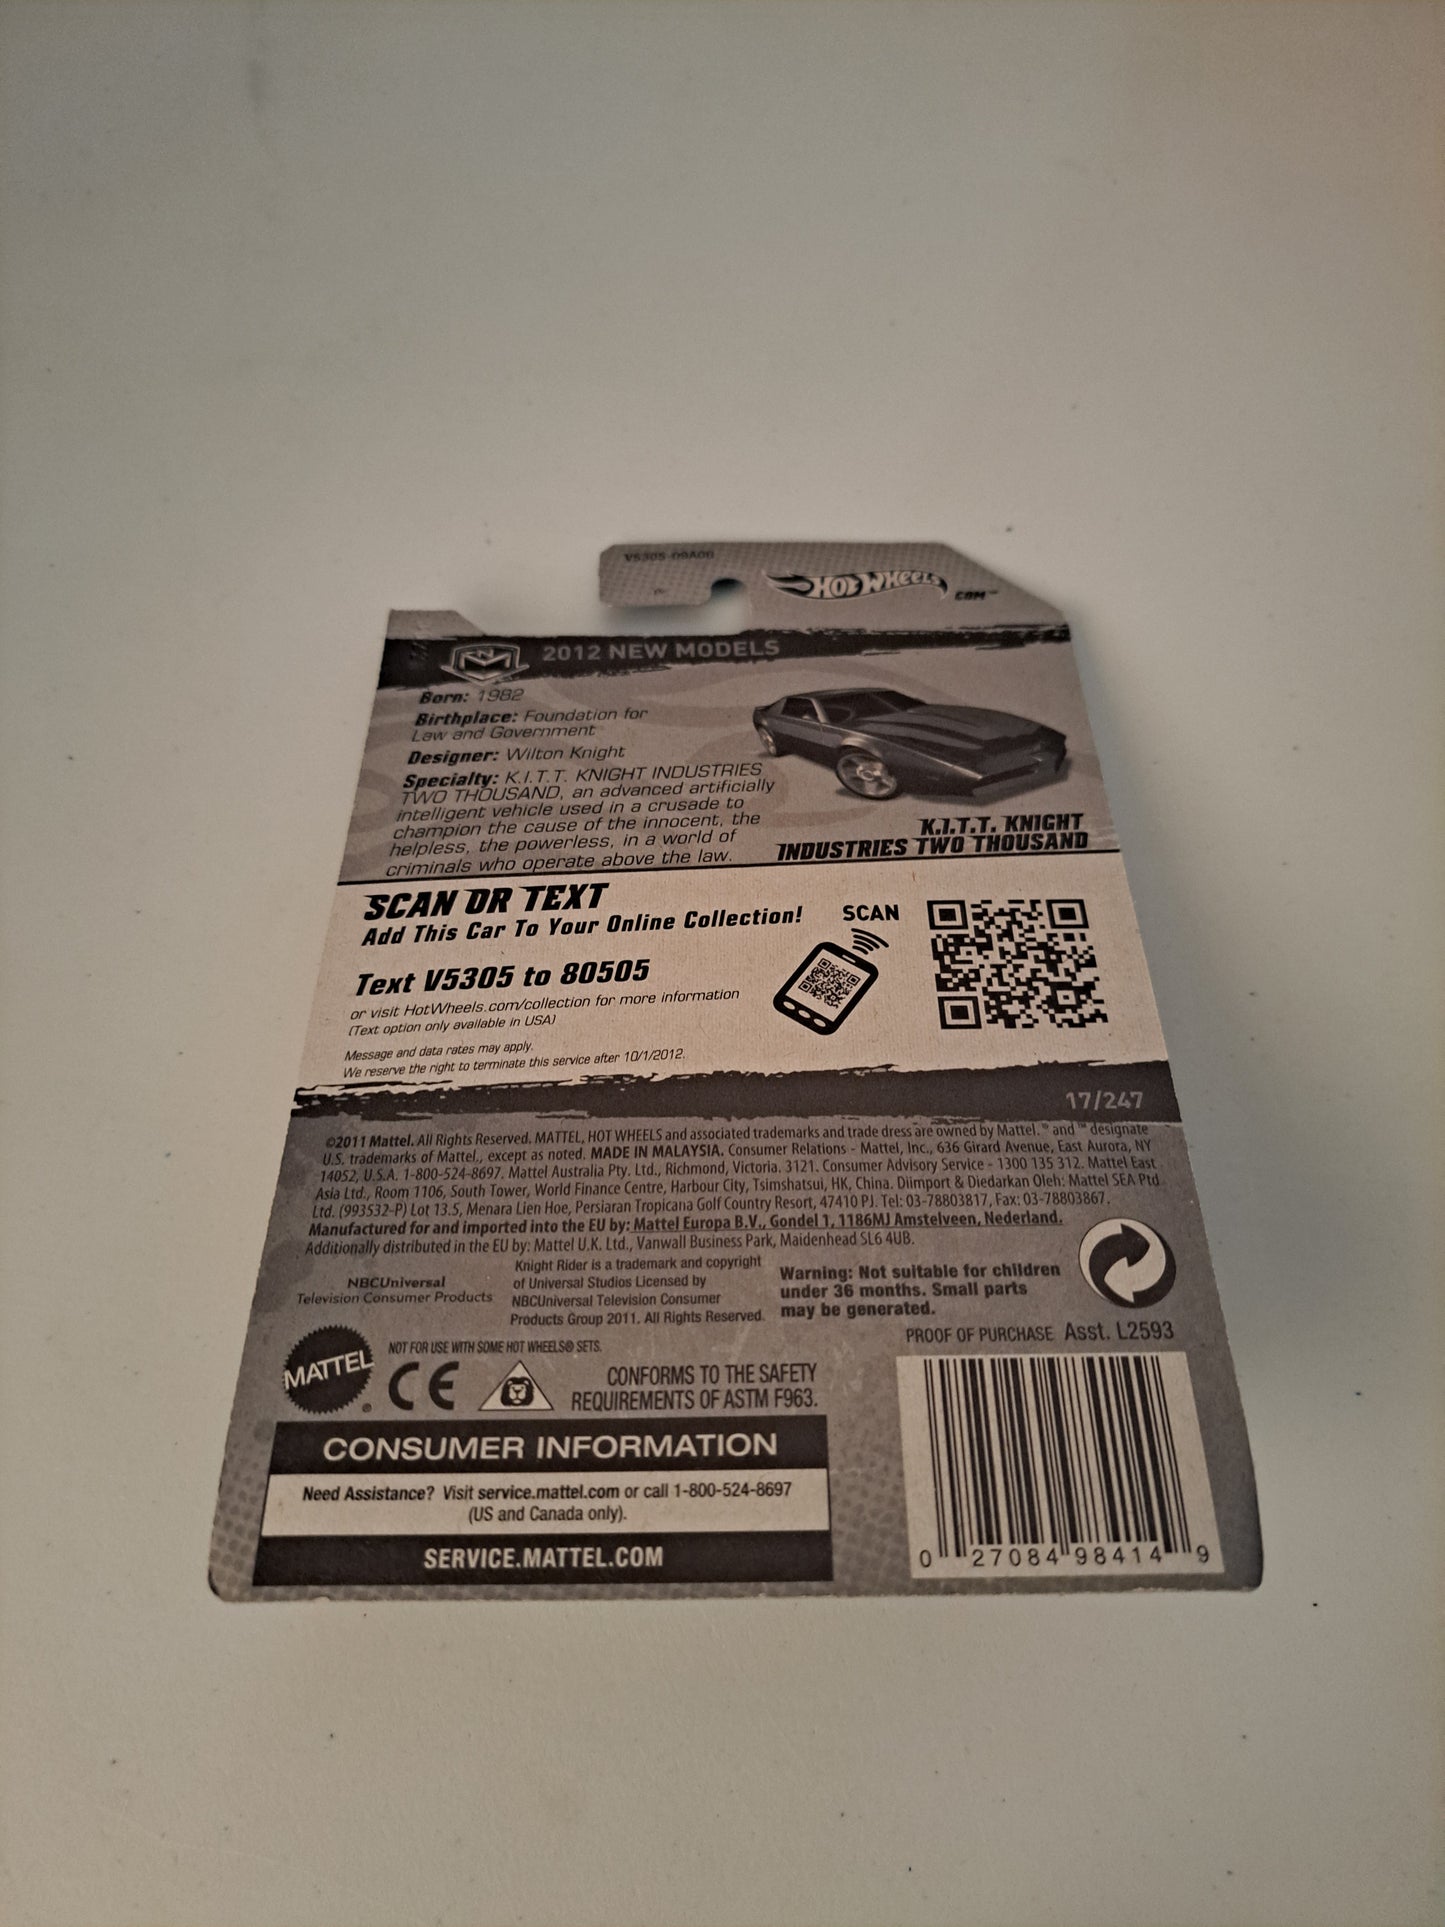 V5305-09A0
HOT WHEELS
.COM™
NM 2012 NEW MODELS
Born: 1982
Birthplace: Foundation for
Law and Government
Designer: Wilton Knight
Specialty: K.I.T.T. KNIGHT INDUSTRIES
TWO THOUSAND, an advanced artificially
intelligent vehicle used in a crusade to
champion the cause of the innocent, the
helpless, the powerless, in a world of
criminals who operate above the law.
K.I.T.T. KNIGHT
INDUSTRIES TWO THOUSAND
SCAN OR TEXT
Add This Car To Your Online Collection!
SCAN
Text V5305 to 80505
or visit HotWheels.com/collection for more information
(Text option only available in USA)
Message and data rates may apply.
We reserve the right to terminate this service after 10/1/2012.
17/247
©2011 Mattel. All Rights Reserved. MATTEL, HOT WHEELS and associated trademarks and trade dress are owned by Mattel. ® and ™ designate
U.S. trademarks of Mattel., except as noted. MADE IN MALAYSIA. Consumer Relations - Mattel, Inc., 636 Girard Avenue, East Aurora, NY
14052, U.S.A. 1-800-524-8697. Mattel Australia Pty. Ltd., Richmond, Victoria. 3121. Consumer Advisory Service - 1300 135 312. Mattel East
Asia Ltd., Room 1106, South Tower, World Finance Centre, Harbour City, Tsimshatsui, HK, China. Diimport & Diedarkan Oleh: Mattel SEA Ptd
Ltd. (993532-P) Lot 13.5, Menara Lien Hoe, Persiaran Tropicana Golf Country Resort, 47410 PJ. Tel: 03-78803817, Fax: 03-78803867.
Manufactured for and imported into the EU by: Mattel Europa B.V., Gondel 1, 1186MJ Amstelveen, Nederland.
Additionally distributed in the EU by: Mattel U.K. Ltd., Vanwall Business Park, Maidenhead SL6 4UB.
NBCUniversal
Television Consumer Products
Knight Rider is a trademark and copyright
of Universal Studios Licensed by
NBCUniversal Television Consumer
Products Group 2011. All Rights Reserved.
Warning: Not suitable for children
under 36 months. Small parts
may be generated.
PROOF OF PURCHASE Asst. L2593
NOT FOR USE WITH SOME HOT WHEELS® SETS.
MATTEL®
CE
CONFORMS TO THE SAFETY
REQUIREMENTS OF ASTM F963.
CONSUMER INFORMATION
Need Assistance? Visit service.mattel.com or call 1-800-524-8697
(US and Canada only).
SERVICE.MATTEL.COM
0 27084 98414 9